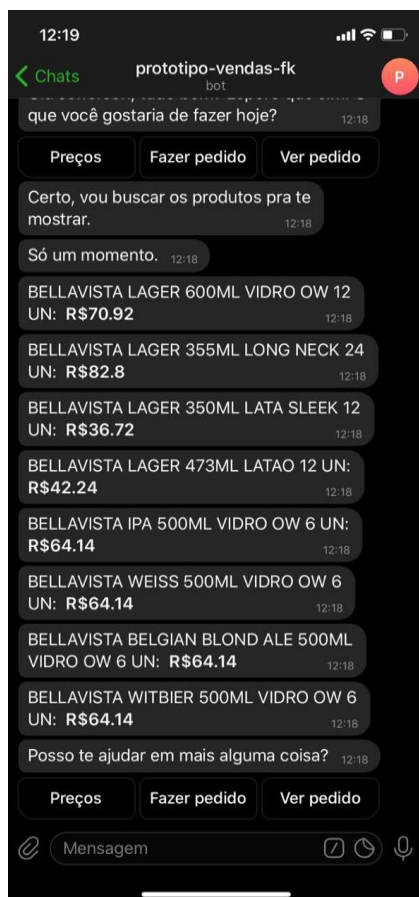 12:19
Chats
prototipo-vendas-fk
bot
P
que você gostaria de fazer hoje? 12:18
Preços Fazer pedido Ver pedido
Certo, vou buscar os produtos pra te
mostrar. 12:18
Só um momento. 12:18
BELLAVISTA LAGER 600ML VIDRO OW 12
UN: R$70.92 12:18
BELLAVISTA LAGER 355ML LONG NECK 24
UN: R$82.8 12:18
BELLAVISTA LAGER 350ML LATA SLEEK 12
UN: R$36.72 12:18
BELLAVISTA LAGER 473ML LATAO 12 UN:
R$42.24 12:18
BELLAVISTA IPA 500ML VIDRO OW 6 UN:
R$64.14 12:18
BELLAVISTA WEISS 500ML VIDRO OW 6
UN: R$64.14 12:18
BELLAVISTA BELGIAN BLOND ALE 500ML
VIDRO OW 6 UN: R$64.14 12:18
BELLAVISTA WITBIER 500ML VIDRO OW 6
UN: R$64.14 12:18
Posso te ajudar em mais alguma coisa? 12:18
Preços Fazer pedido Ver pedido
Mensagem